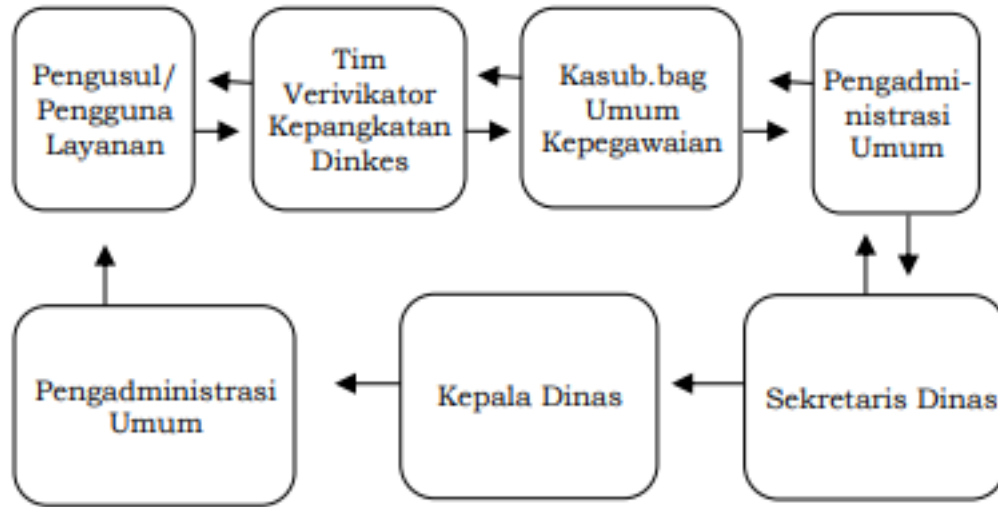 Pengusul/
Pengguna
Layanan
Tim
Verivikator
Kepangkatan
Dinkes
Kasub.bag
Umum
Kepegawaian
Pengadmi-
nistrasi
Umum
Pengadministrasi
Umum
Kepala Dinas
Sekretaris Dinas